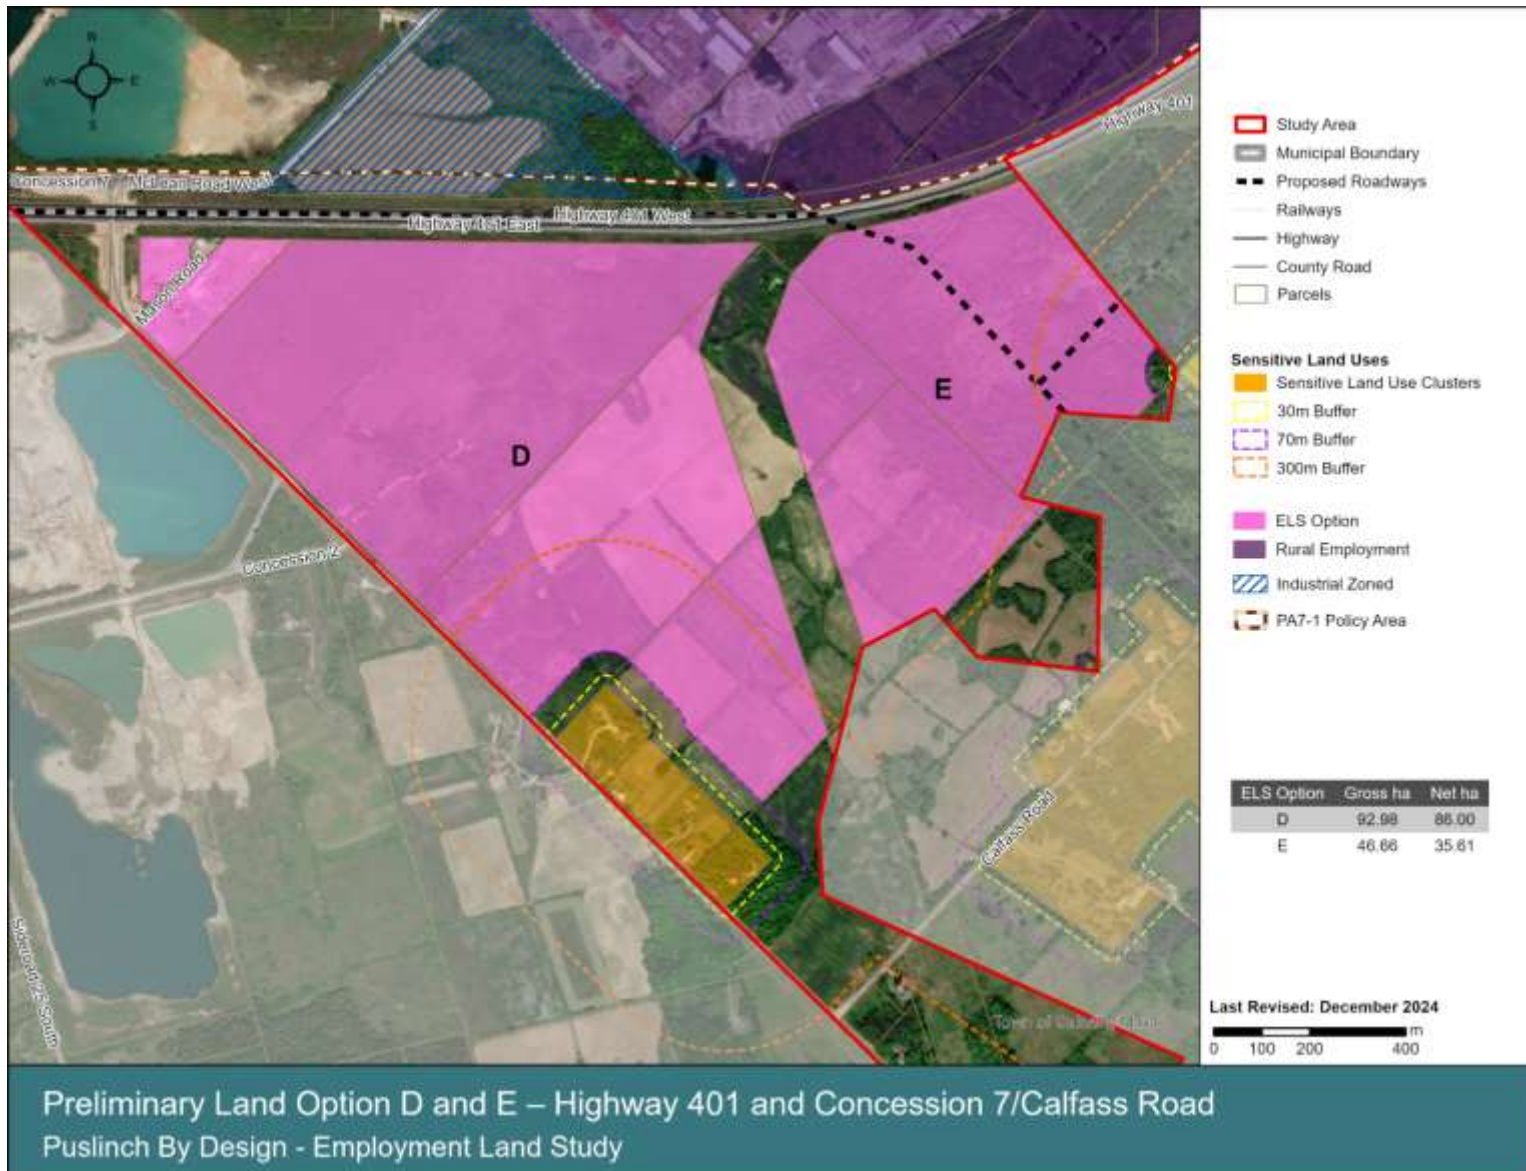 N
W E
S
Highway 401
Concession 7 McLean Road West
Highway 401 West
Highway 401 East
Mason Road
D
E
Concession 2
Calfass Road
Sideroad 25 South
Study Area
Municipal Boundary
Proposed Roadways
Railways
Highway
County Road
Parcels
Sensitive Land Uses
Sensitive Land Use Clusters
30m Buffer
70m Buffer
300m Buffer
ELS Option
Rural Employment
Industrial Zoned
PA7-1 Policy Area
ELS Option Gross ha Net ha
D 92.98 86.00
E 46.66 35.61
Last Revised: December 2024
m
0 100 200 400
Preliminary Land Option D and E – Highway 401 and Concession 7/Calfass Road
Puslinch By Design - Employment Land Study